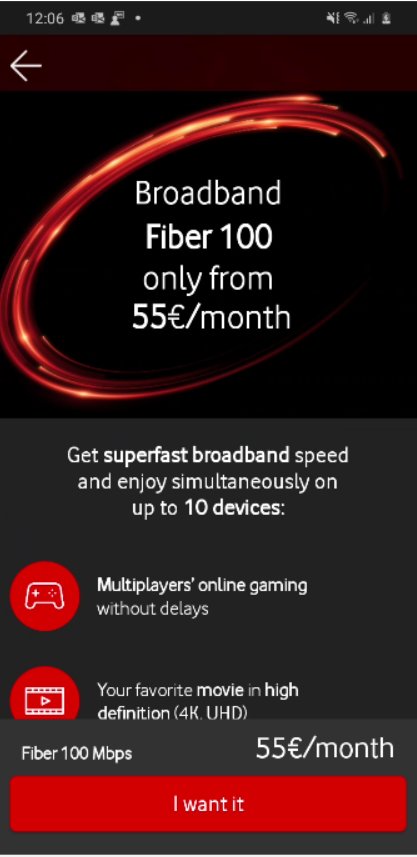 12:06
Broadband
Fiber 100
only from
55€/month
Get superfast broadband speed
and enjoy simultaneously on
up to 10 devices:
Multiplayers' online gaming
without delays
Your favorite movie in high
definition (4K, UHD)
Fiber 100 Mbps
55€/month
I want it